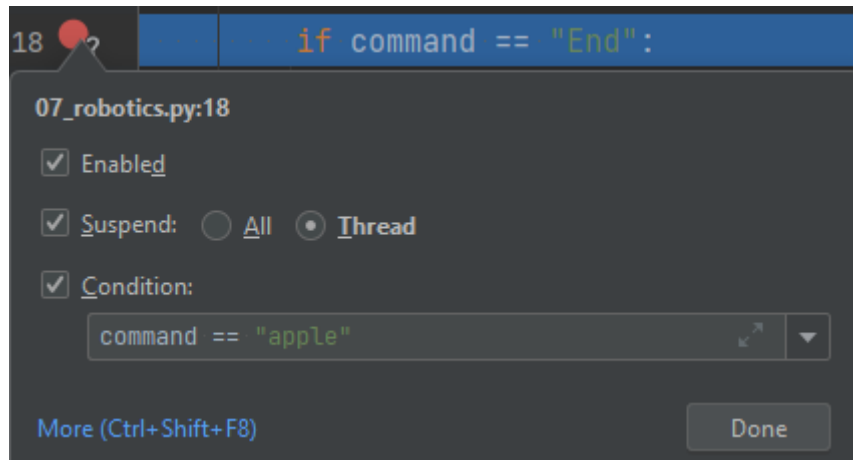 18 ? if command == "End":
07_robotics.py:18
Enabled
Suspend: All Thread
Condition:
command == "apple"
More (Ctrl+Shift+F8) Done